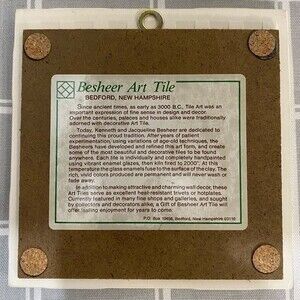 Besheer Art Tile
BEDFORD, NEW HAMPSHIRE
Since ancient times, as early as 3000 B.C., Tile Art was an
important expression of fine sense in design and decor.
Over the centuries, palaces and houses alike were traditionally
adorned with decorative Art Tile.
Today, Kenneth and Jacqueline Besheer are dedicated to
continuing this proud tradition. After years of patient
experimentation, using variations of age-old techniques, the
Besheers have developed and refined this art form, and create
some of the most beautiful and decorative tiles to be found
anywhere. Each tile is individually and completely handpainted
using vibrant enamel glazes, then kiln fired to 2000°. At this
temperature the glass enamels fuse to the surface of the clay. The
rich, vivid colors produced are permanent and will never wash or
fade away.
In addition to making attractive and charming wall decor, these
Art Tiles serve as excellent heat-resistant trivets or hotplates.
Currently featured in many fine shops and galleries, and sought
by collectors and decorators alike, a Gift of Besheer Art Tile will
offer lasting enjoyment for years to come.
P.O. Box 10656, Bedford, New Hampshire 03110